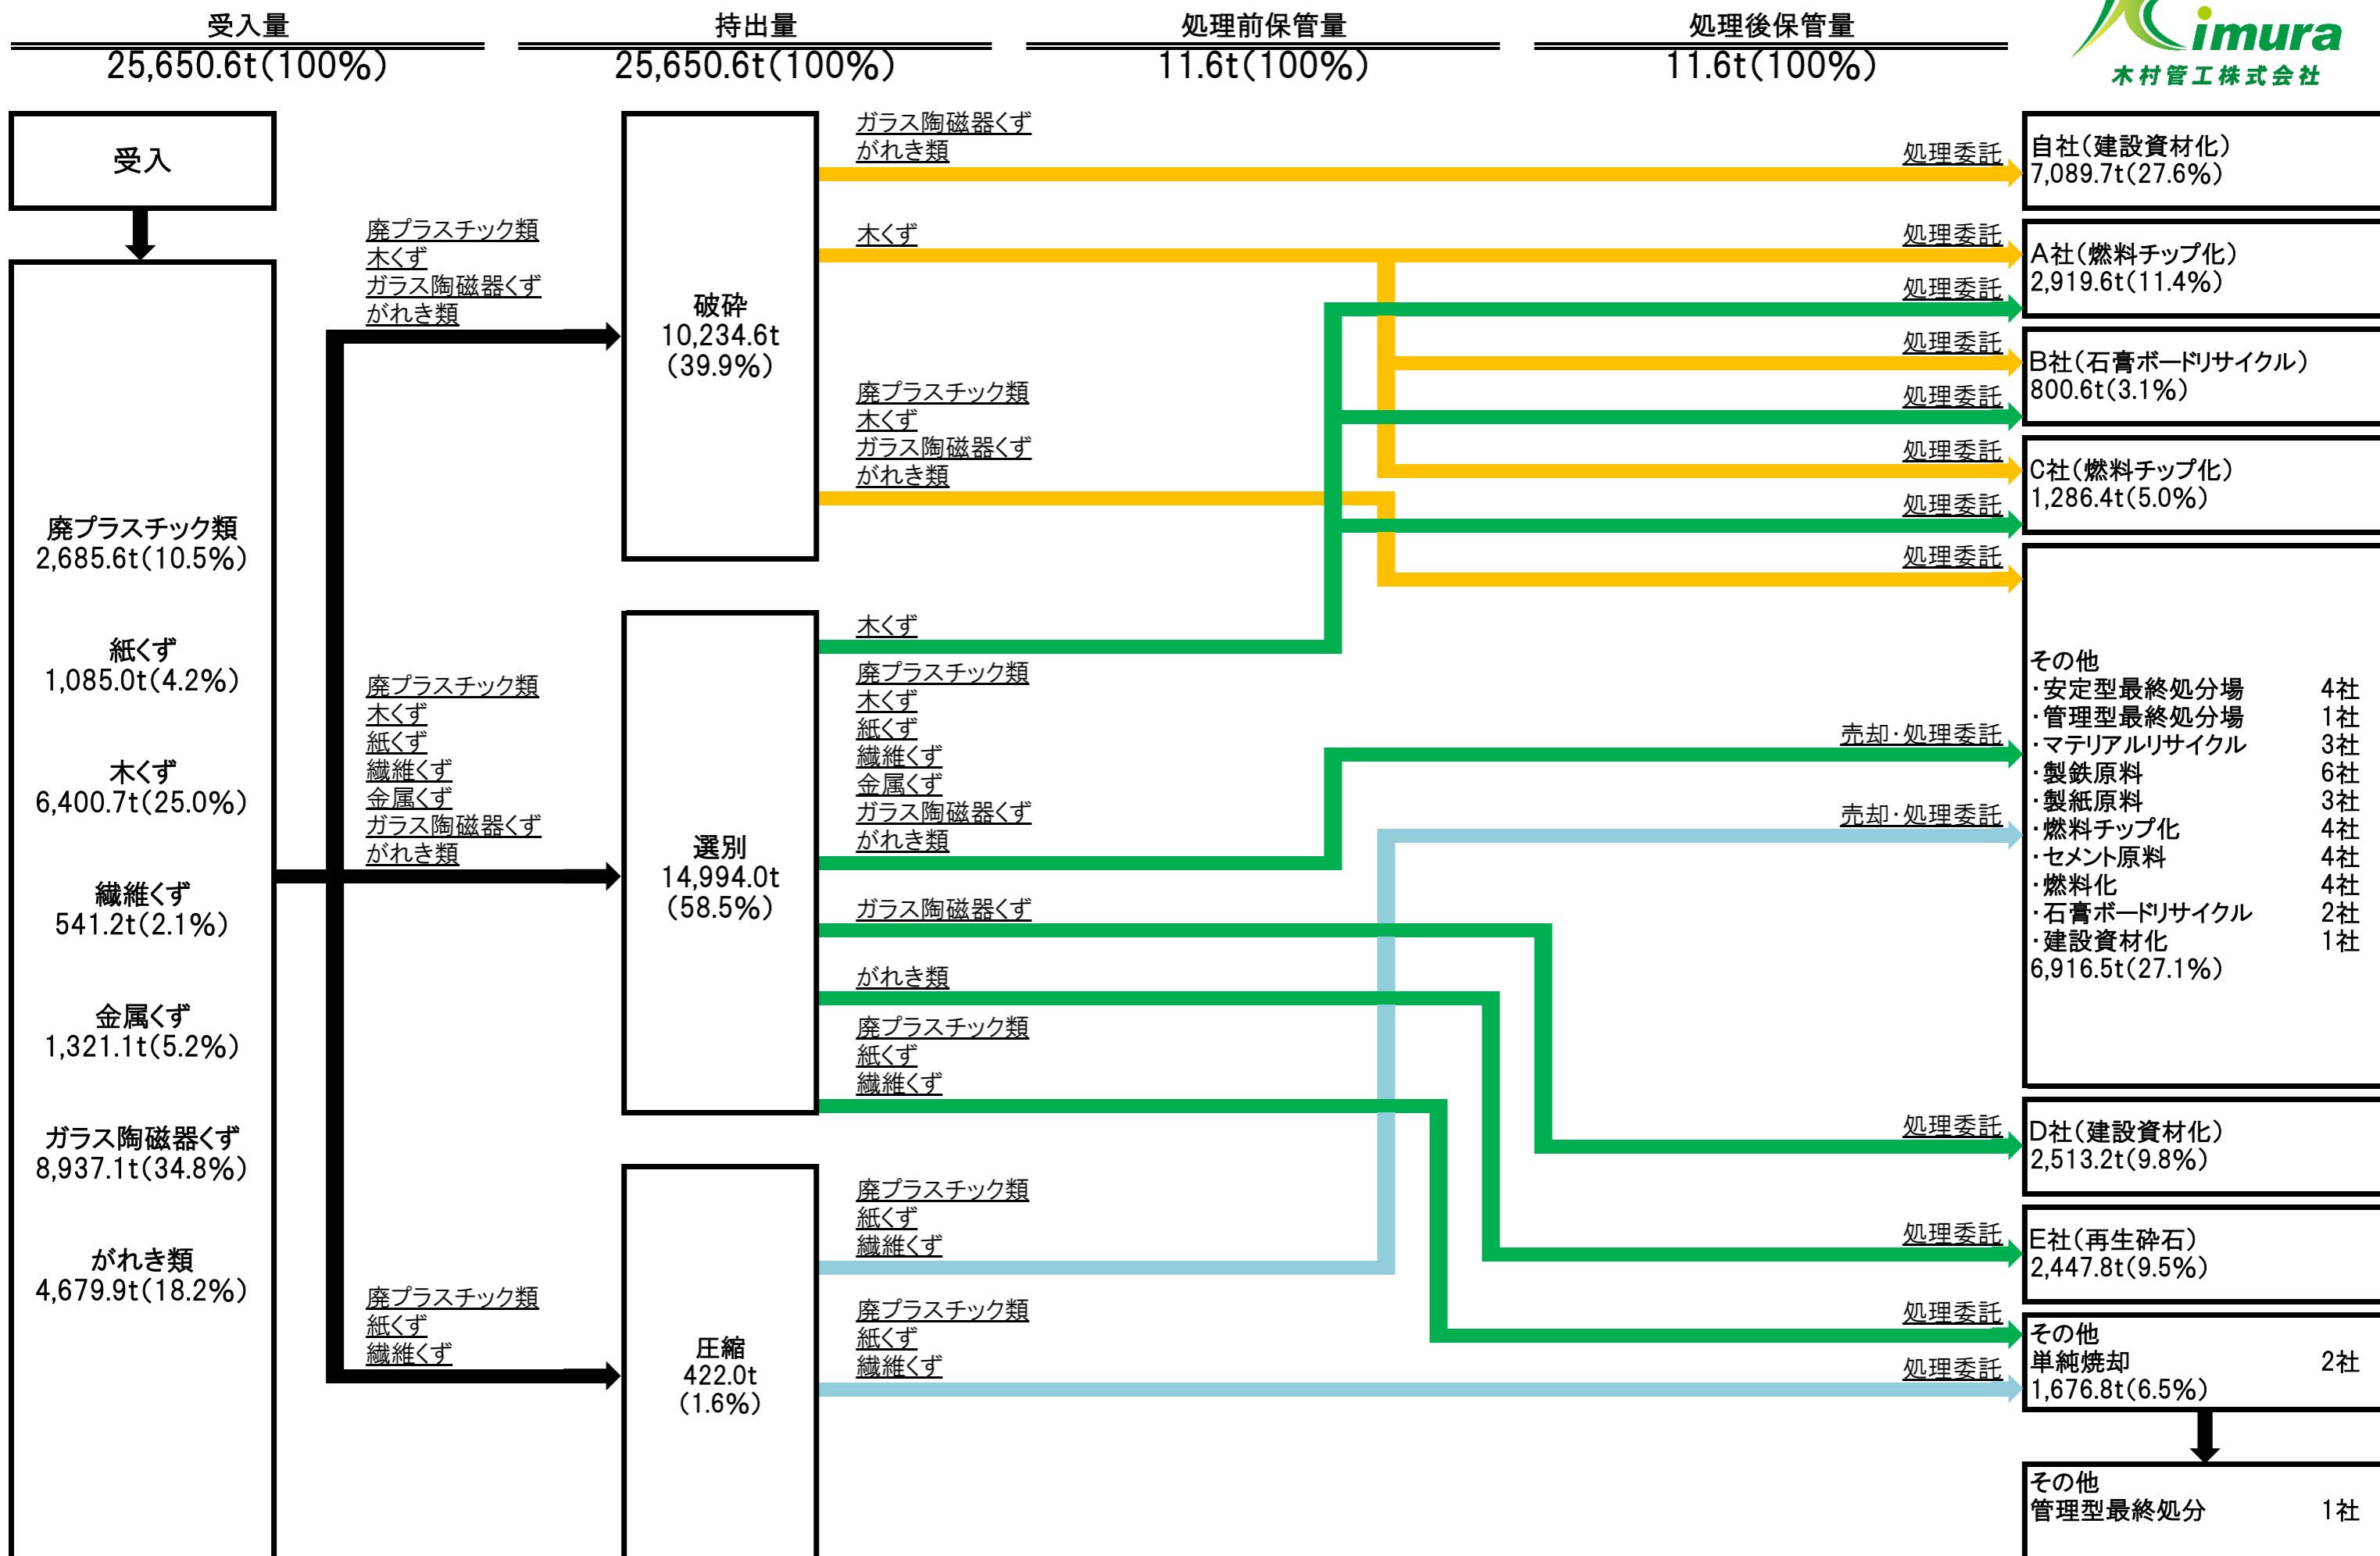 受入量
25,650.6t(100%)
持出量
25,650.6t(100%)
処理前保管量
11.6t(100%)
処理後保管量
11.6t(100%)
imura
木村管工株式会社
受入
廃プラスチック類
2,685.6t(10.5%)
紙くず
1,085.0t(4.2%)
木くず
6,400.7t(25.0%)
繊維くず
541.2t(2.1%)
金属くず
1,321.1t(5.2%)
ガラス陶磁器くず
8,937.1t(34.8%)
がれき類
4,679.9t(18.2%)
廃プラスチック類
木くず
ガラス陶磁器くず
がれき類
廃プラスチック類
木くず
紙くず
繊維くず
金属くず
ガラス陶磁器くず
がれき類
廃プラスチック類
紙くず
繊維くず
破砕
10,234.6t
(39.9%)
選別
14,994.0t
(58.5%)
圧縮
422.0t
(1.6%)
ガラス陶磁器くず
がれき類
木くず
廃プラスチック類
木くず
ガラス陶磁器くず
がれき類
木くず
廃プラスチック類
木くず
紙くず
繊維くず
金属くず
ガラス陶磁器くず
がれき類
ガラス陶磁器くず
がれき類
廃プラスチック類
紙くず
繊維くず
廃プラスチック類
紙くず
繊維くず
廃プラスチック類
紙くず
繊維くず
処理委託
処理委託
処理委託
処理委託
処理委託
処理委託
処理委託
処理委託
売却・処理委託
売却・処理委託
処理委託
処理委託
処理委託
処理委託
自社(建設資材化)
7,089.7t(27.6%)
A社(燃料チップ化)
2,919.6t(11.4%)
B社(石膏ボードリサイクル)
800.6t(3.1%)
C社(燃料チップ化)
1,286.4t(5.0%)
その他
・安定型最終処分場 4社
・管理型最終処分場 1社
・マテリアルリサイクル 3社
・製鉄原料 6社
・製紙原料 3社
・燃料チップ化 4社
・セメント原料 4社
・燃料化 4社
・石膏ボードリサイクル 2社
・建設資材化 1社
6,916.5t(27.1%)
D社(建設資材化)
2,513.2t(9.8%)
E社(再生砕石)
2,447.8t(9.5%)
その他
単純焼却 2社
1,676.8t(6.5%)
その他
管理型最終処分 1社